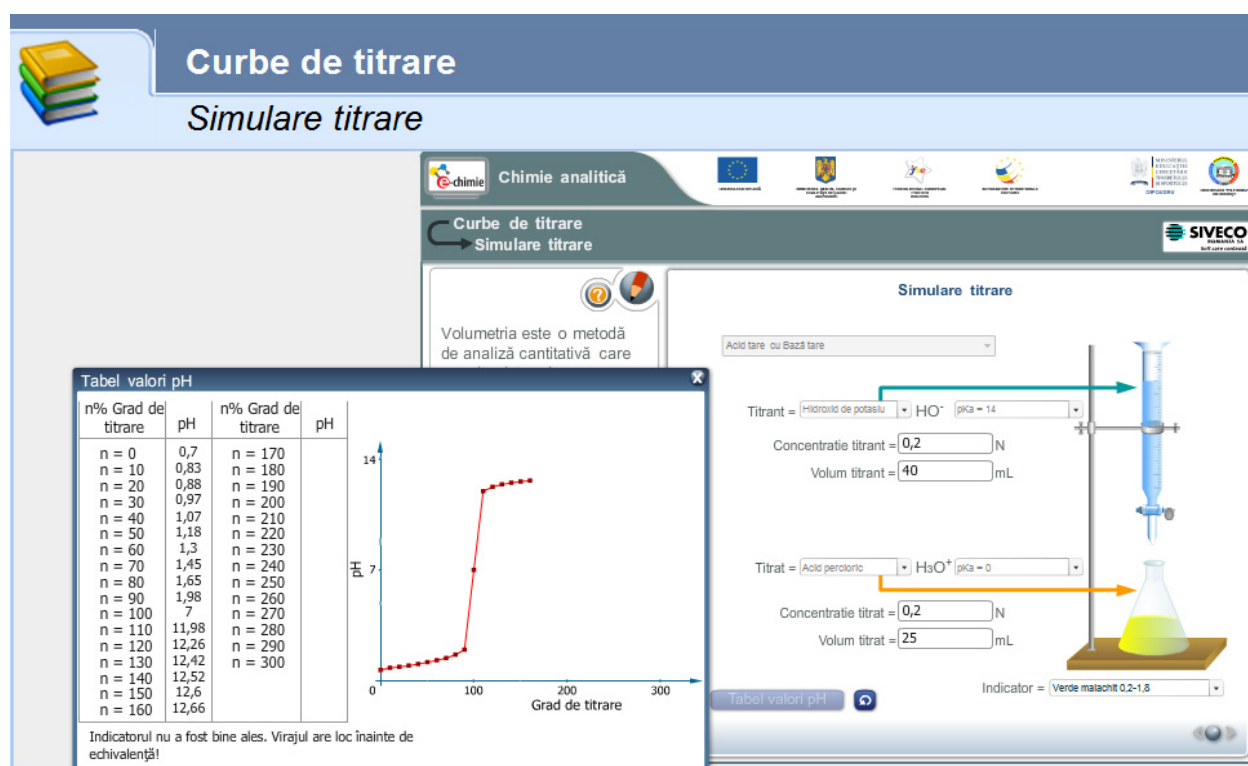 Curbe de titrare
Simulare titrare
e-chimie
Chimie analitică
Curbe de titrare
Simulare titrare
SIVECO
ROMANIA SA
Soft care contează
Volumetria este o metodă
de analiză cantitativă care
Simulare titrare
Acid tare cu Bază tare
Titrant = Hidroxid de potasiu HO⁻ pKa = 14
Concentratie titrant = 0,2 N
Volum titrant = 40 mL
Titrat = Acid percloric H₃O⁺ pKa = 0
Concentratie titrat = 0,2 N
Volum titrat = 25 mL
Indicator = Verde malachit 0,2-1,8
Tabel valori pH
Tabel valori pH
x
n% Grad de titrare pH n% Grad de titrare pH
n = 0 0,7 n = 170
n = 10 0,83 n = 180
n = 20 0,88 n = 190
n = 30 0,97 n = 200
n = 40 1,07 n = 210
n = 50 1,18 n = 220
n = 60 1,3 n = 230
n = 70 1,45 n = 240
n = 80 1,65 n = 250
n = 90 1,98 n = 260
n = 100 7 n = 270
n = 110 11,98 n = 280
n = 120 12,26 n = 290
n = 130 12,42 n = 300
n = 140 12,52
n = 150 12,6
n = 160 12,66
14
pH
7
0 100 200 300
Grad de titrare
Indicatorul nu a fost bine ales. Virajul are loc înainte de
echivalență!